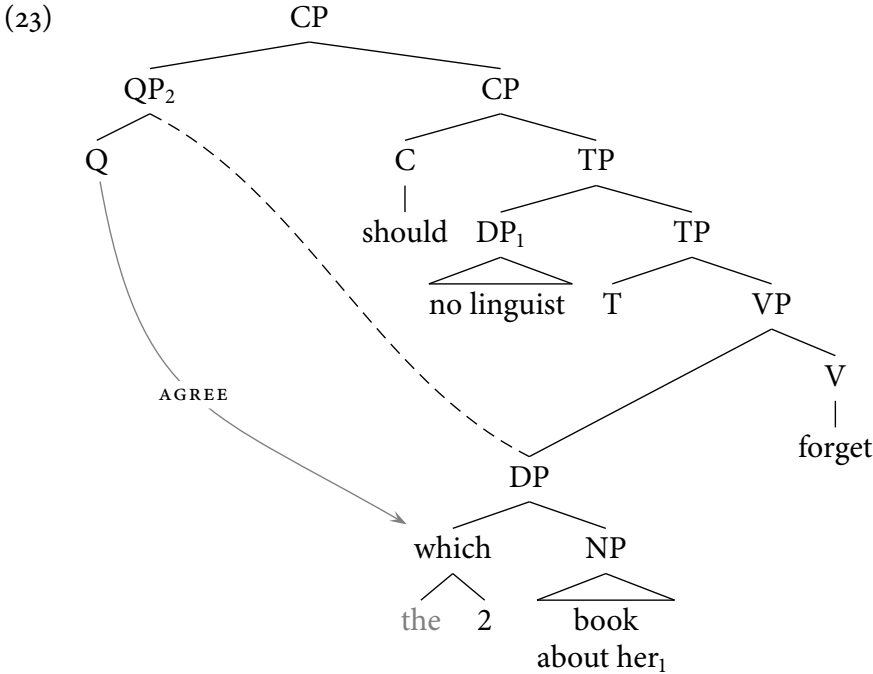 (23) CP
QP₂ CP
Q C TP
should DP₁ TP
no linguist T VP
V
AGREE
forget
DP
which NP
the 2 book
about her₁